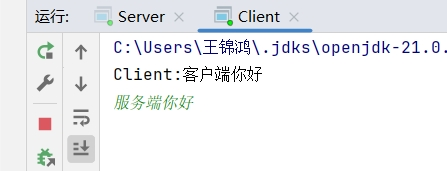 运行: Server × Client ×
C:\Users\王锦鸿\.jdks\openjdk-21.0.
Client:客户端你好
服务端你好